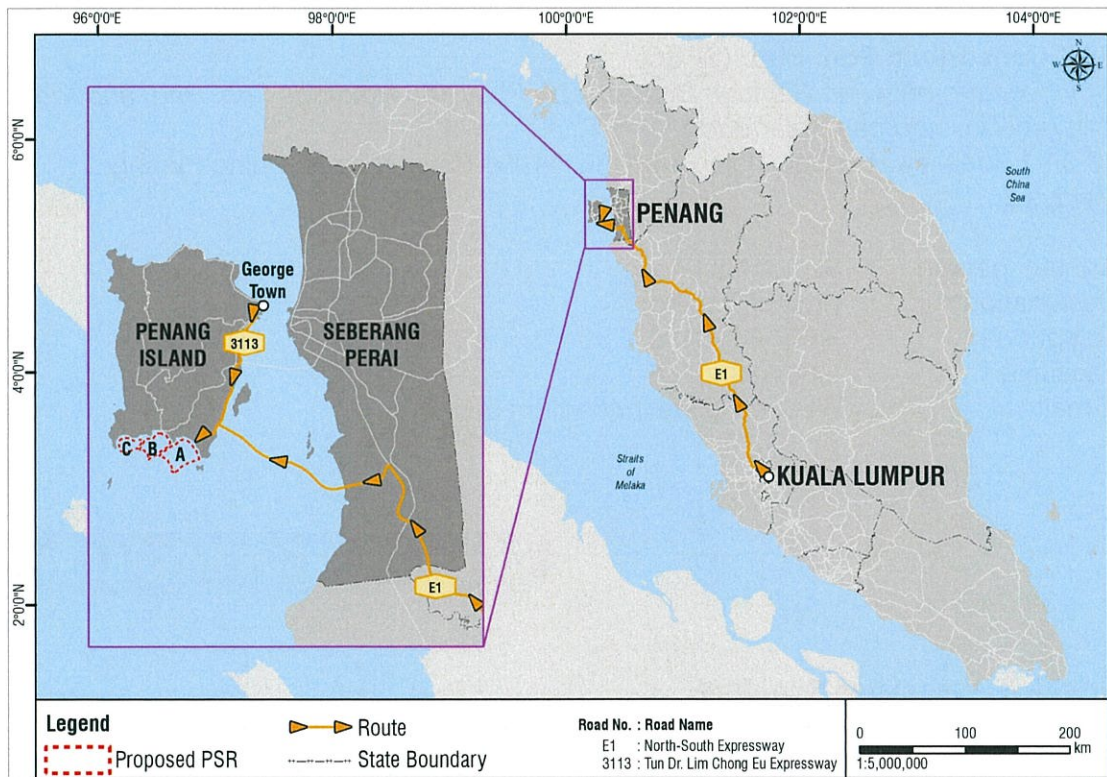 96°0'0"E
98°0'0"E
100°0'0"E
102°0'0"E
104°0'0"E
N
W
E
S
6°0'0"N
4°0'0"N
2°0'0"N
South
China
Sea
PENANG
George
Town
PENANG
ISLAND
SEBERANG
PERAI
3113
E1
C
B
A
Straits
of
Melaka
KUALA LUMPUR
E1
Legend
Proposed PSR
Route
State Boundary
Road No. : Road Name
E1 : North-South Expressway
3113 : Tun Dr. Lim Chong Eu Expressway
0 100 200
km
1:5,000,000